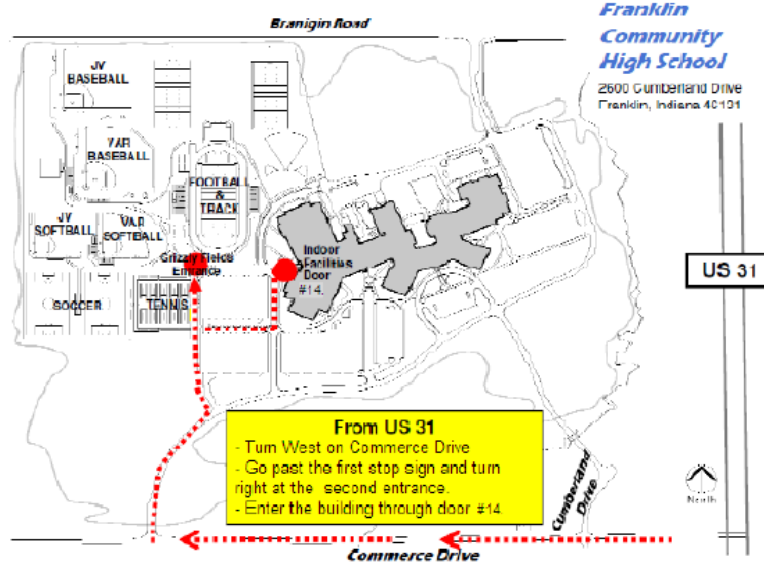 Branigin Road
Franklin
Community
High School
2600 Cumberland Drive
Franklin, Indiana 46131
JV
BASEBALL
VAR
BASEBALL
FOOTBALL
&
TRACK
JV
SOFTBALL
VAR
SOFTBALL
Grizzly Fields
Entrance
Indoor
Facilities
Door
#14.
US 31
SOCCER
TENNIS
From US 31
- Turn West on Commerce Drive
- Go past the first stop sign and turn
right at the second entrance.
- Enter the building through door #14.
Cumberland
Drive
North
Commerce Drive